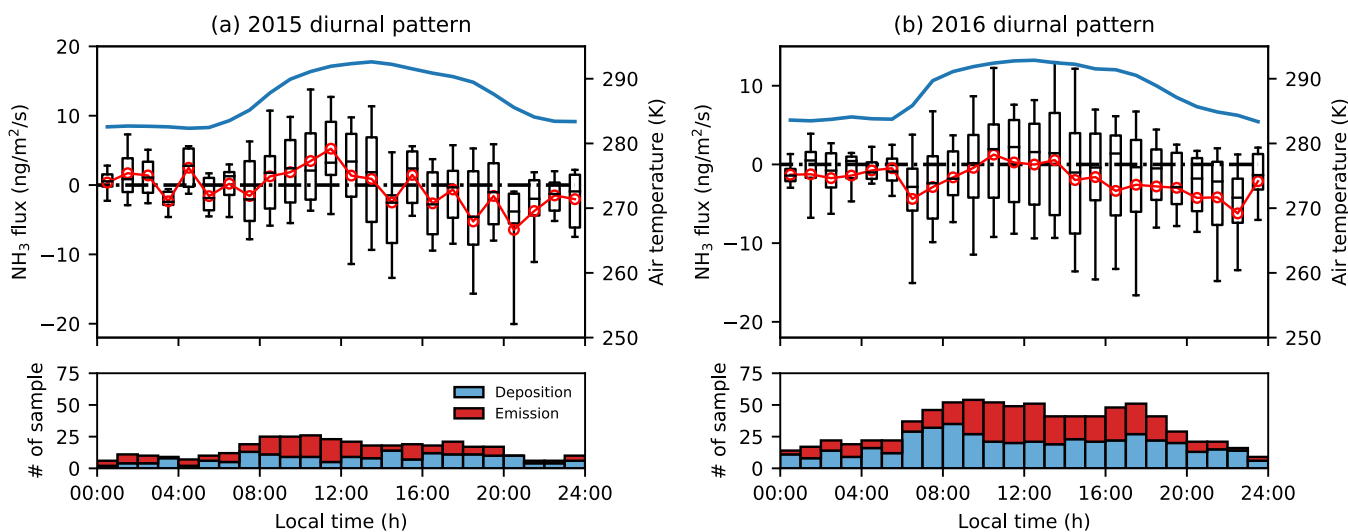 (a) 2015 diurnal pattern
(b) 2016 diurnal pattern
20
10
0
−10
−20
NH₃ flux (ng/m²/s)
290
280
270
260
250
Air temperature (K)
10
0
−10
−20
NH₃ flux (ng/m²/s)
290
280
270
260
250
Air temperature (K)
75
50
25
0
# of sample
Deposition
Emission
75
50
25
0
# of sample
00:00 04:00 08:00 12:00 16:00 20:00 24:00
00:00 04:00 08:00 12:00 16:00 20:00 24:00
Local time (h)
Local time (h)